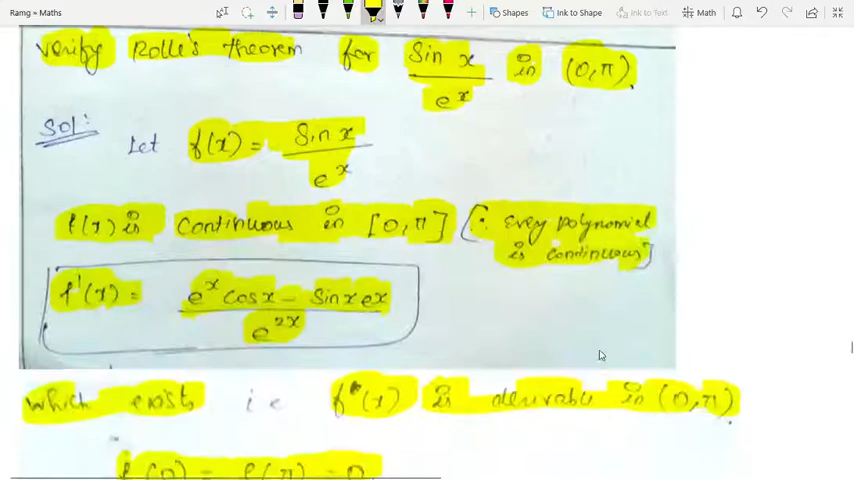 Ramg » Maths
Shapes
Ink to Shape
Ink to Text
Math
Verify Rolle's theorem for Sin x / e^x in (0, π).
Sol:
Let f(x) = Sin x / e^x
f(x) is continuous in [0, π] [∵ every polynomial is continuous]
f'(x) = e^x cos x - sin x e^x / e^2x
which exists i.e f'(x) is derivable in (0, π).
f(0) = f(π) = 0